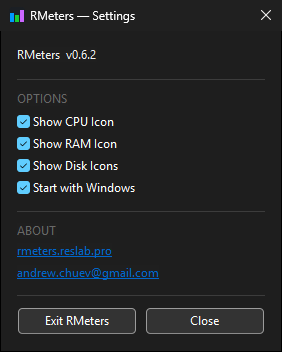 RMeters — Settings
RMeters v0.6.2
OPTIONS
Show CPU Icon
Show RAM Icon
Show Disk Icons
Start with Windows
ABOUT
rmeters.reslab.pro
andrew.chuev@gmail.com
Exit RMeters
Close